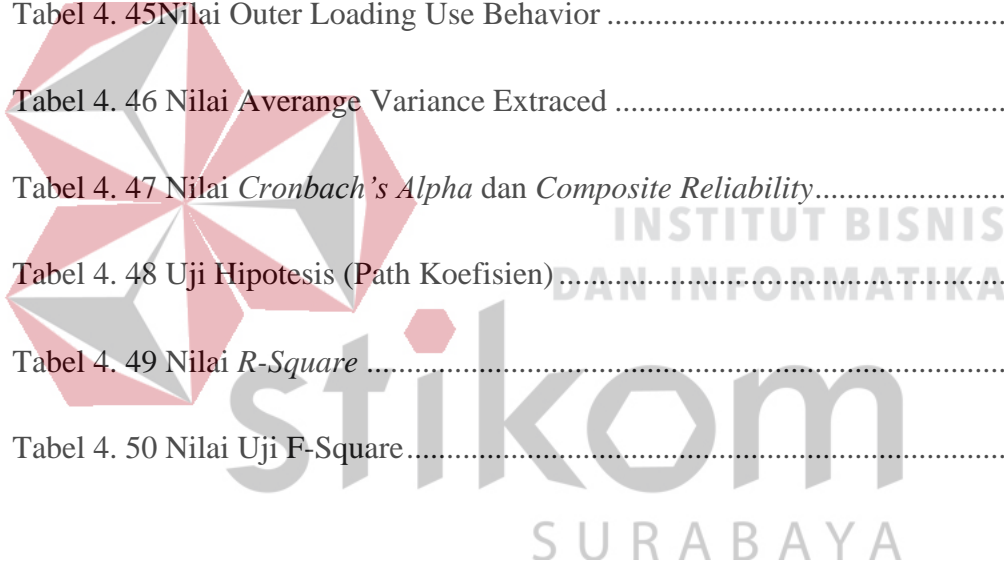 Tabel 4. 45Nilai Outer Loading Use Behavior ..............................................................
Tabel 4. 46 Nilai Averange Variance Extraced .................................................................
Tabel 4. 47 Nilai Cronbach's Alpha dan Composite Reliability..............................
INSTITUT BISNIS
Tabel 4. 48 Uji Hipotesis (Path Koefisien) ......................................................................
DAN INFORMATIKA
Tabel 4. 49 Nilai R-Square ....................................................................................................
stikom
Tabel 4. 50 Nilai Uji F-Square..............................................................................................
SURABAYA